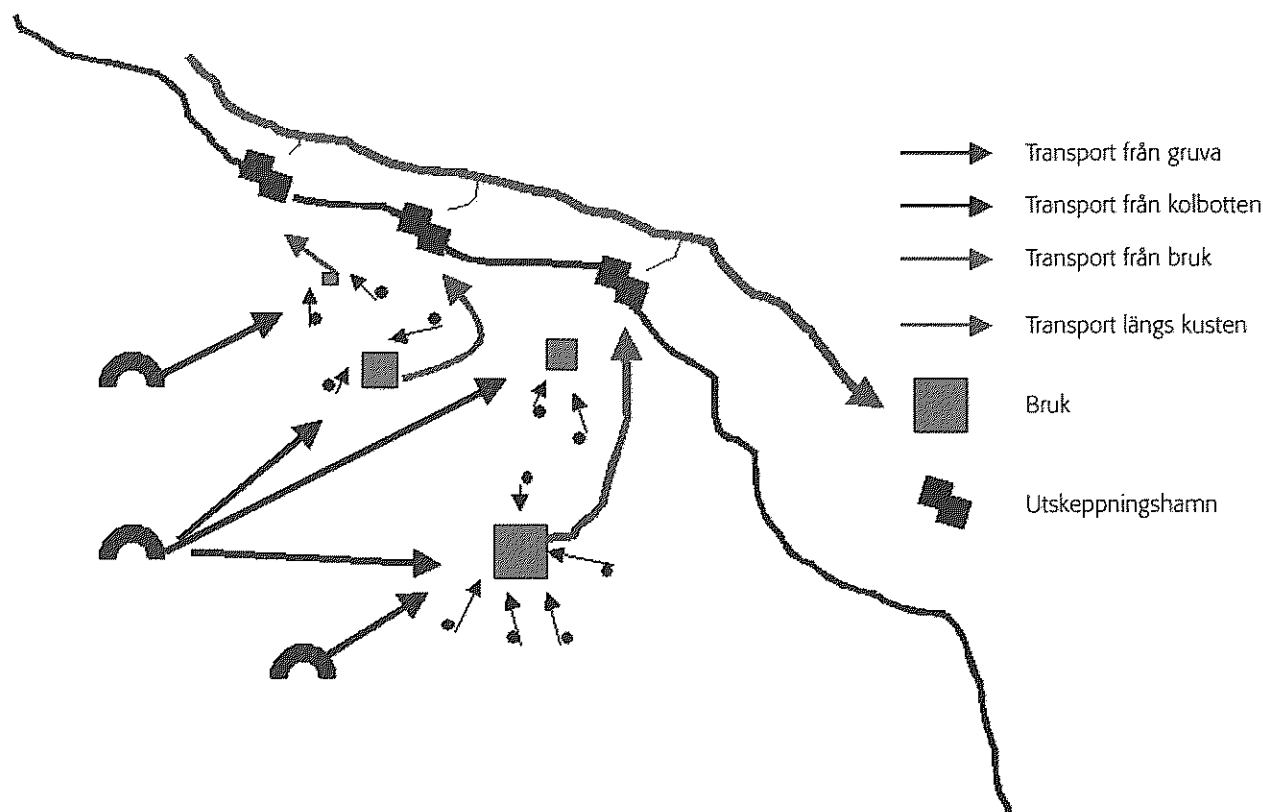 Transport från gruva
Transport från kolbotten
Transport från bruk
Transport längs kusten
Bruk
Utskeppningshamn